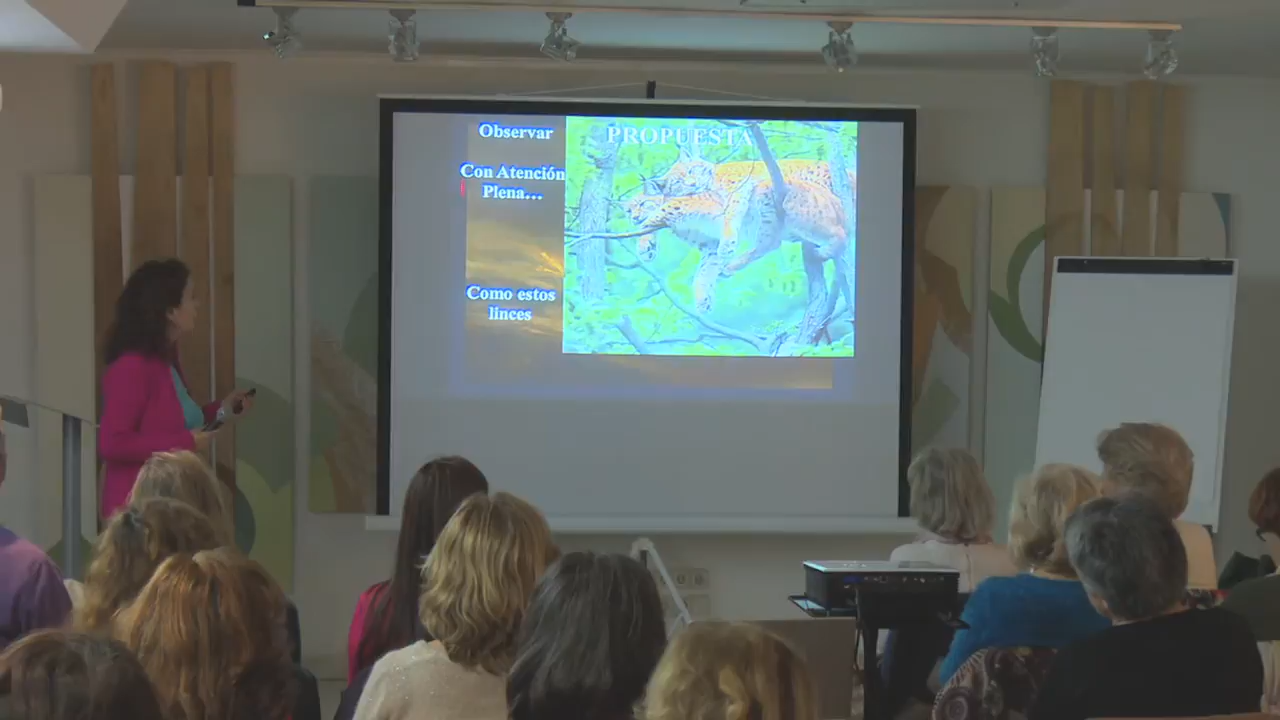 PROPUESTA
Observar
Con Atención
Plena...
Como estos
linces